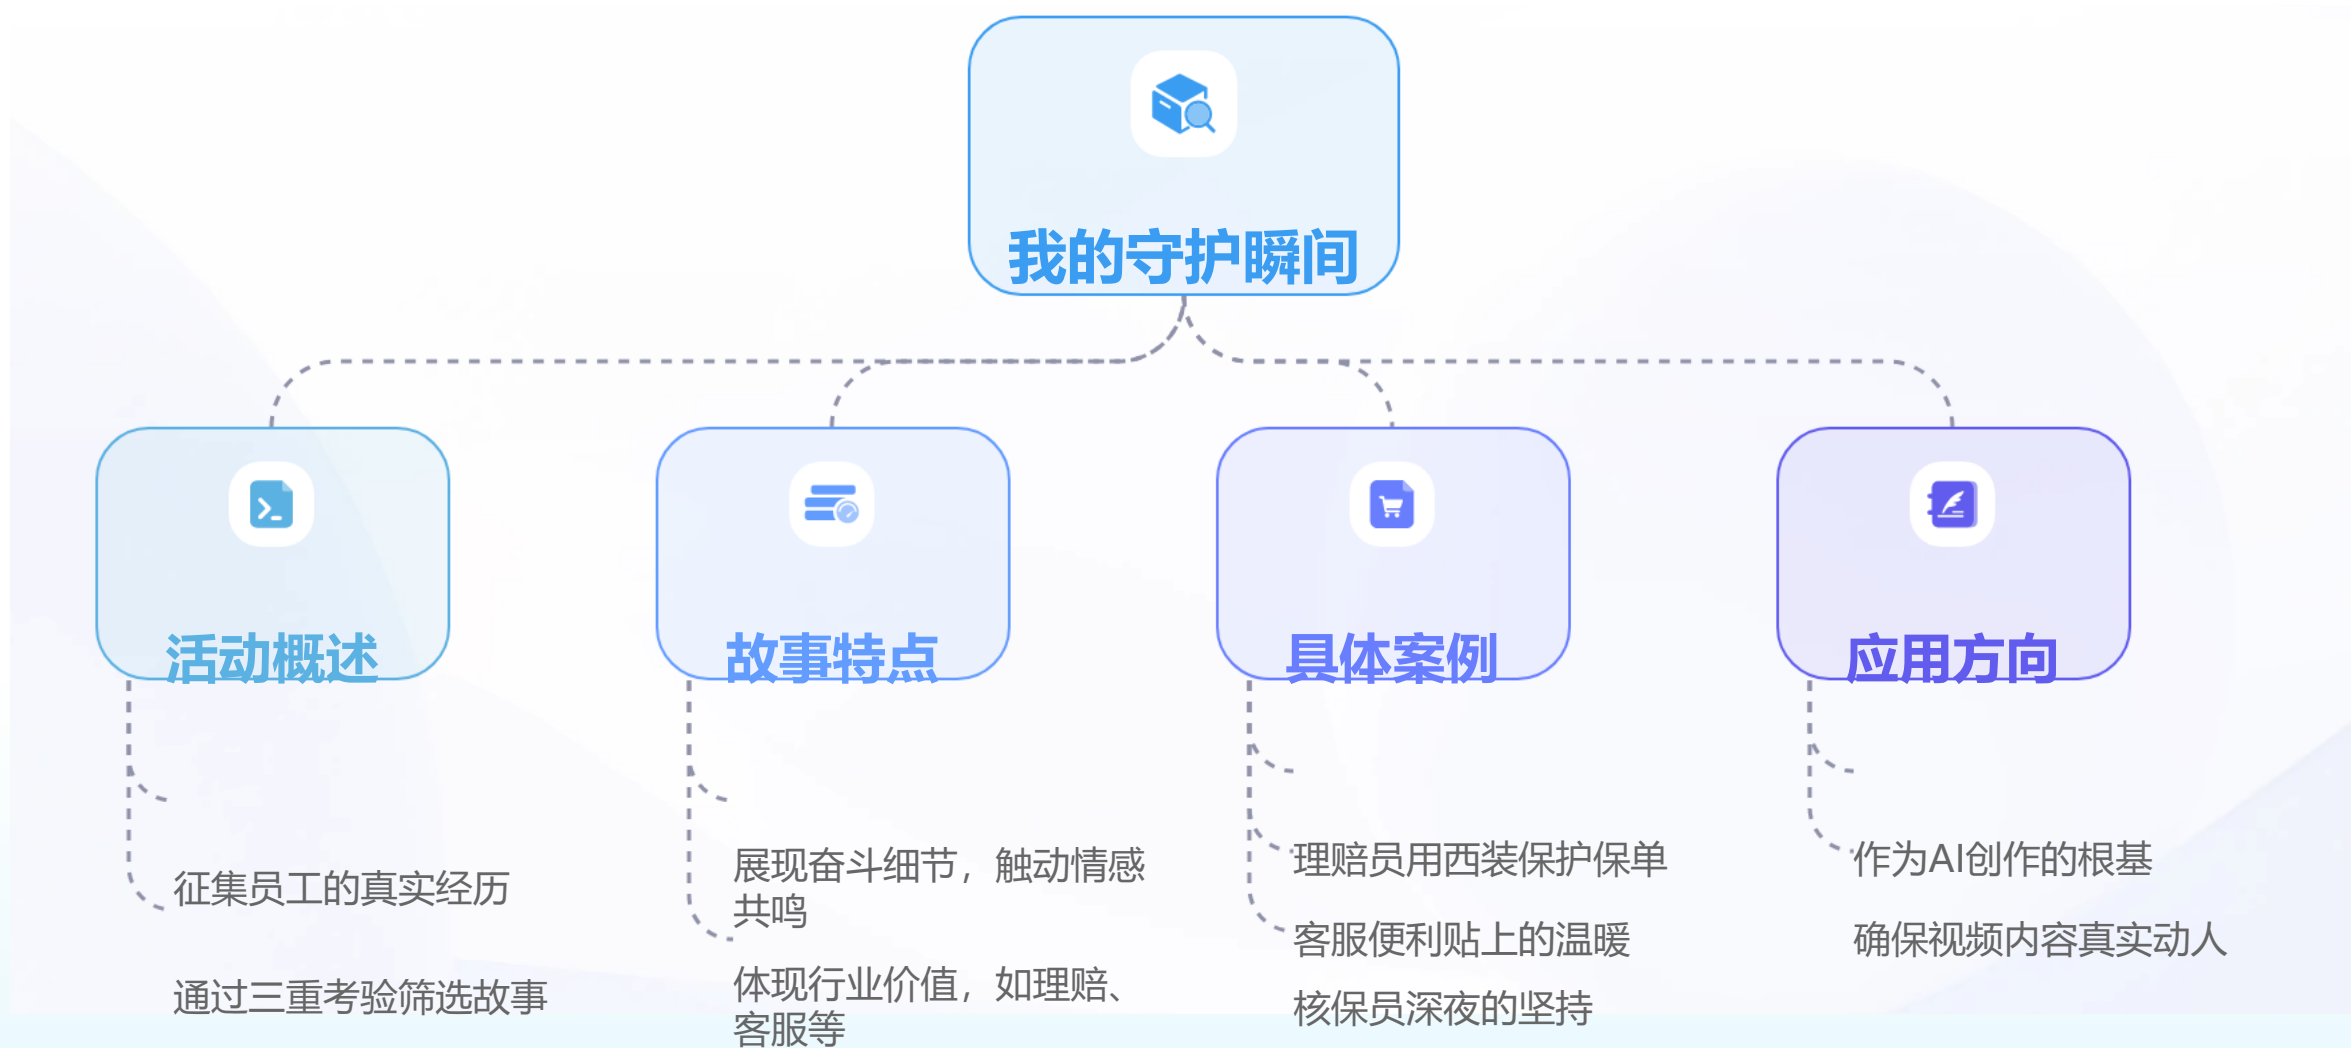 我的守护瞬间
活动概述
故事特点
具体案例
应用方向
征集员工的真实经历
通过三重考验筛选故事
展现奋斗细节，触动情感
共鸣
体现行业价值，如理赔、
客服等
理赔员用西装保护保单
客服便利贴上的温暖
核保员深夜的坚持
作为AI创作的根基
确保视频内容真实动人